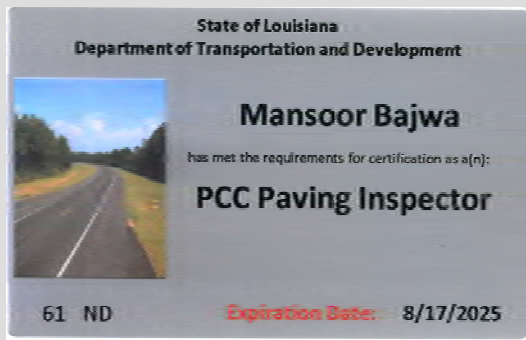 State of Louisiana
Department of Transportation and Development
Mansoor Bajwa
has met the requirements for certification as a(n):
PCC Paving Inspector
61 ND
Expiration Date: 8/17/2025